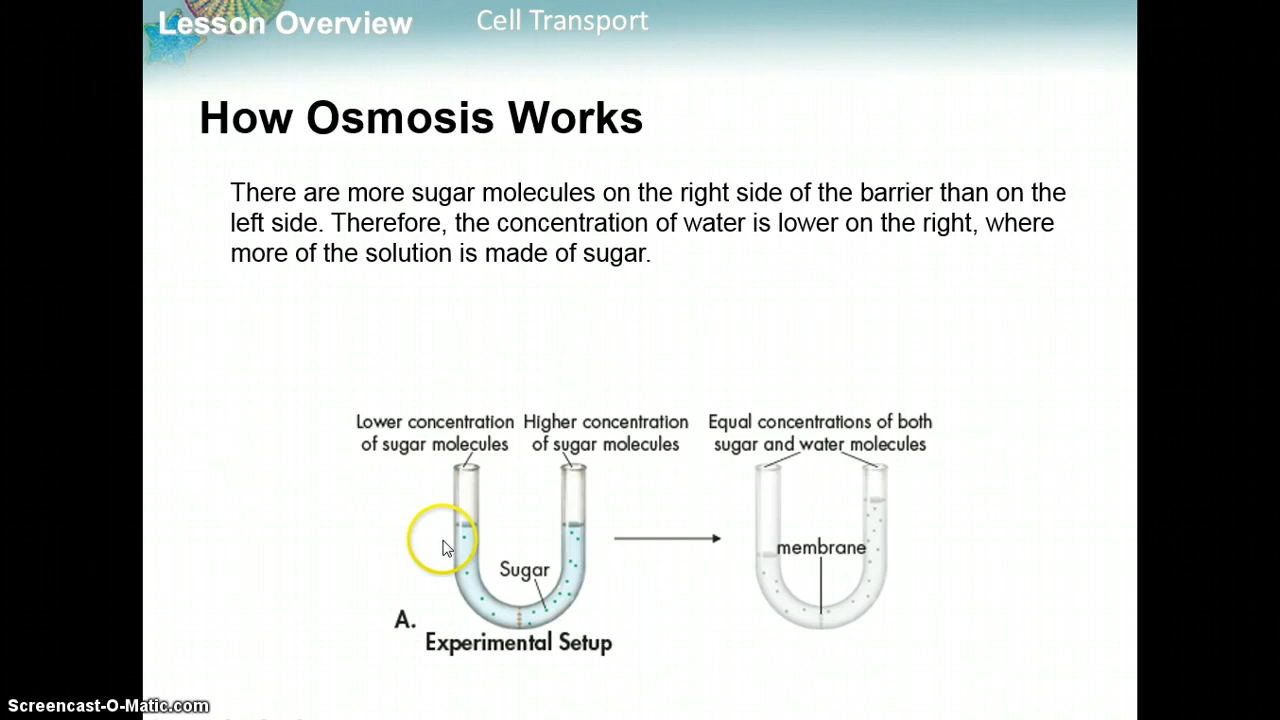 Lesson Overview
Cell Transport
How Osmosis Works
There are more sugar molecules on the right side of the barrier than on the
left side. Therefore, the concentration of water is lower on the right, where
more of the solution is made of sugar.
Lower concentration
of sugar molecules
Higher concentration
of sugar molecules
Equal concentrations of both
sugar and water molecules
Sugar
membrane
A.
Experimental Setup
Screencast-O-Matic.com